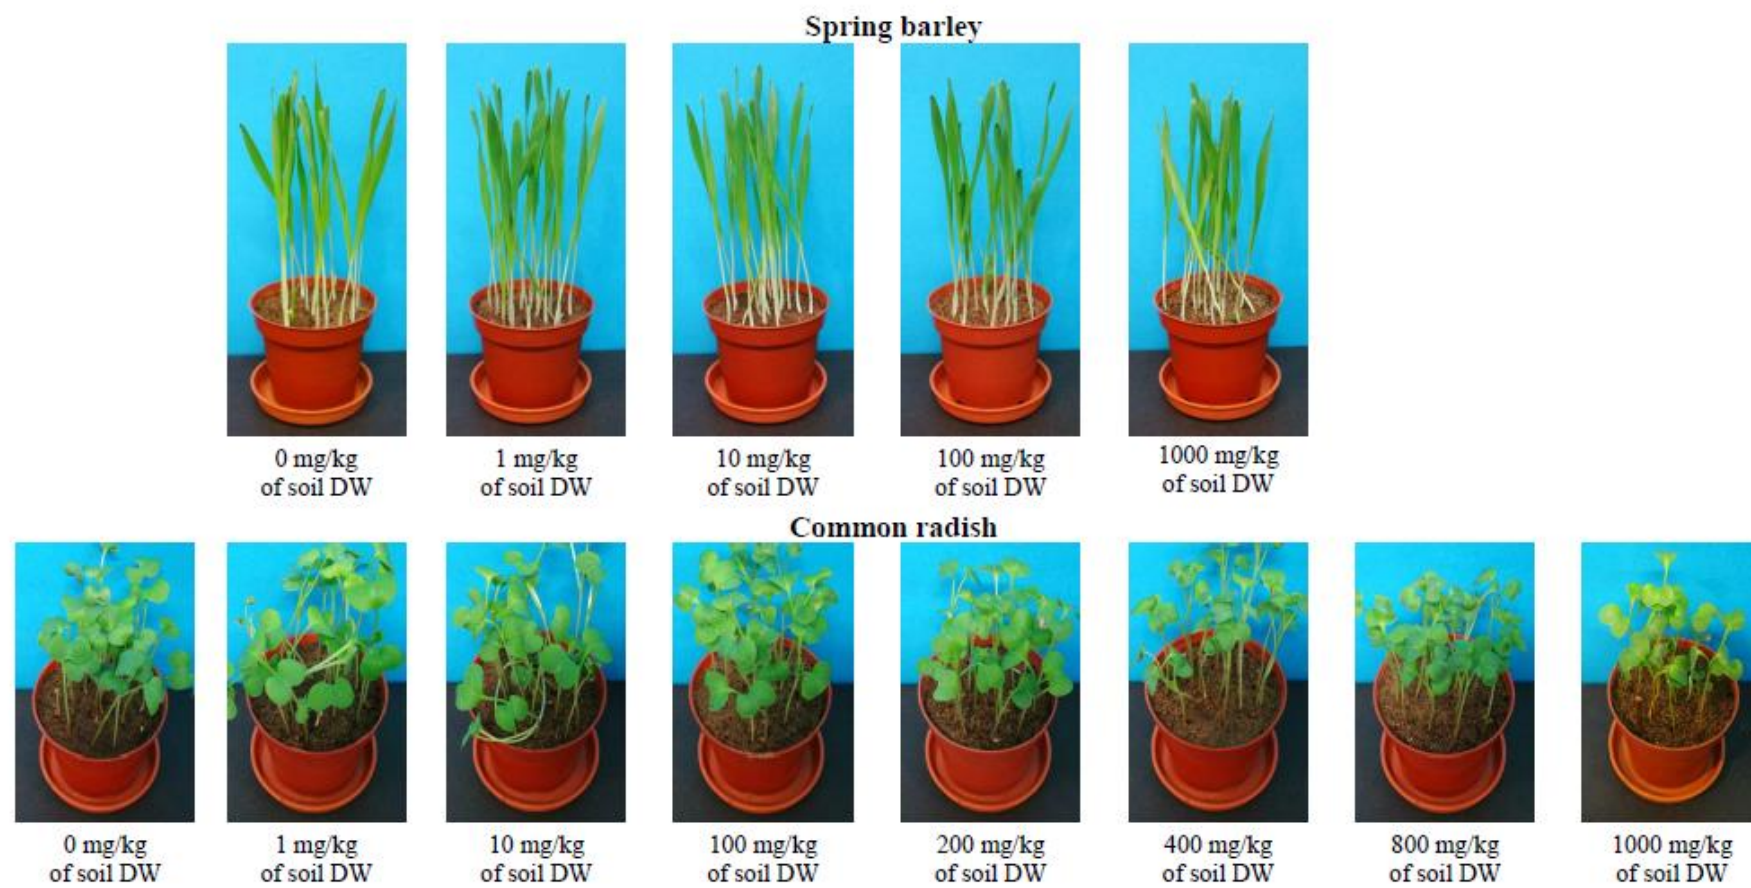 Spring barley
0 mg/kg
of soil DW
1 mg/kg
of soil DW
10 mg/kg
of soil DW
100 mg/kg
of soil DW
1000 mg/kg
of soil DW
Common radish
0 mg/kg
of soil DW
1 mg/kg
of soil DW
10 mg/kg
of soil DW
100 mg/kg
of soil DW
200 mg/kg
of soil DW
400 mg/kg
of soil DW
800 mg/kg
of soil DW
1000 mg/kg
of soil DW